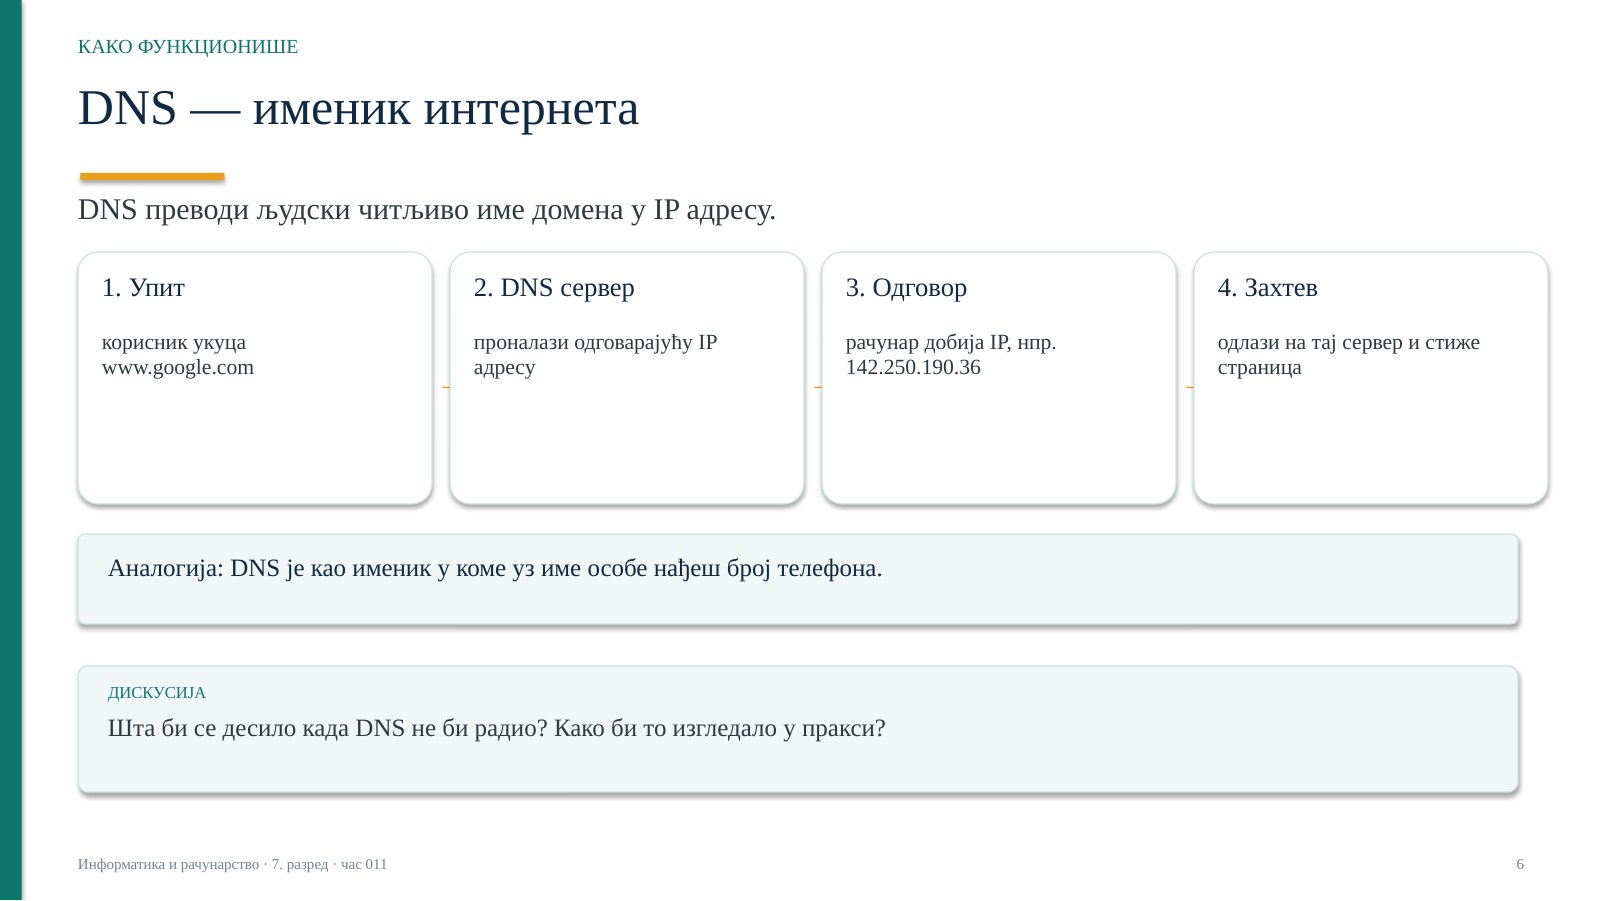 КАКО ФУНКЦИОНИШЕ
DNS — именик интернета
DNS преводи људски читљиво име домена у IP адресу.
1. Упит
корисник укуца
www.google.com
2. DNS сервер
проналази одговарајућу IP
адресу
3. Одговор
рачунар добија IP, нпр.
142.250.190.36
4. Захтев
одлази на тај сервер и стиже
страница
Аналогија: DNS је као именик у коме уз име особе нађеш број телефона.
ДИСКУСИЈА
Шта би се десило када DNS не би радио? Како би то изгледало у пракси?
Информатика и рачунарство · 7. разред · час 011
6